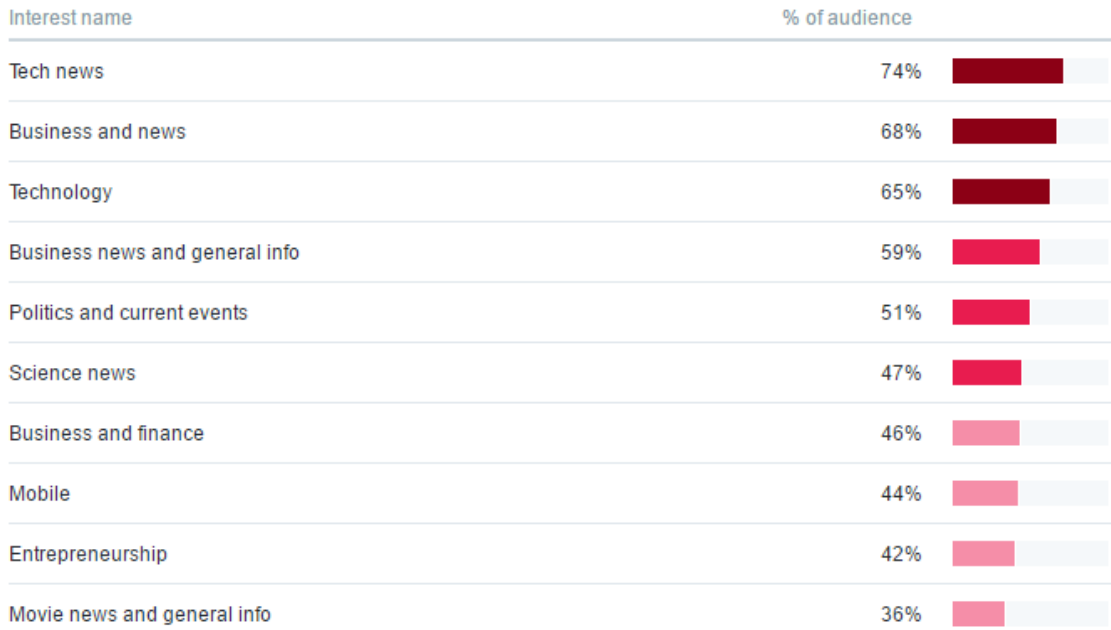 Interest name % of audience
Tech news 74%
Business and news 68%
Technology 65%
Business news and general info 59%
Politics and current events 51%
Science news 47%
Business and finance 46%
Mobile 44%
Entrepreneurship 42%
Movie news and general info 36%